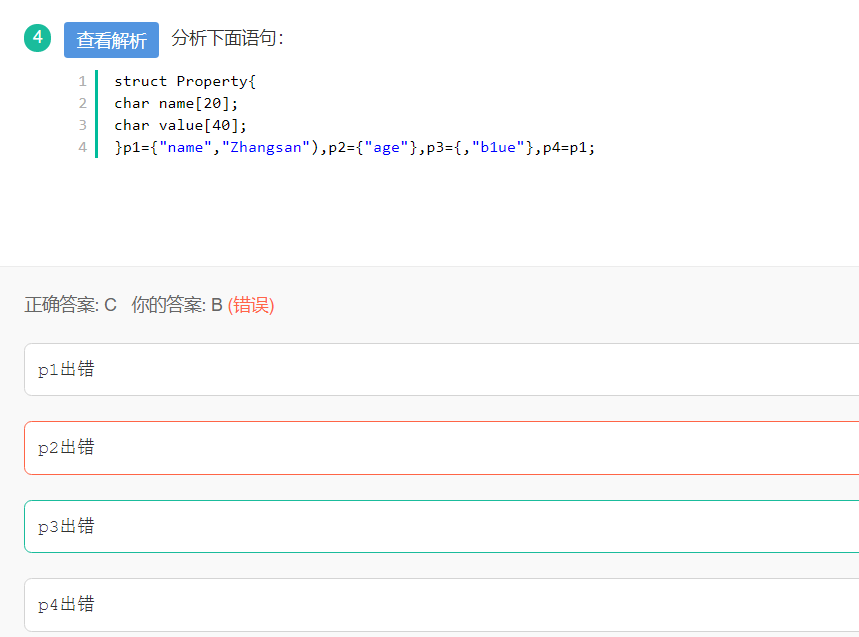 4 查看解析 分析下面语句:
1 struct Property{
2 char name[20];
3 char value[40];
4 }p1={"name","Zhangsan"),p2={"age"},p3={,"b1ue"},p4=p1;
正确答案: C 你的答案: B (错误)
p1出错
p2出错
p3出错
p4出错